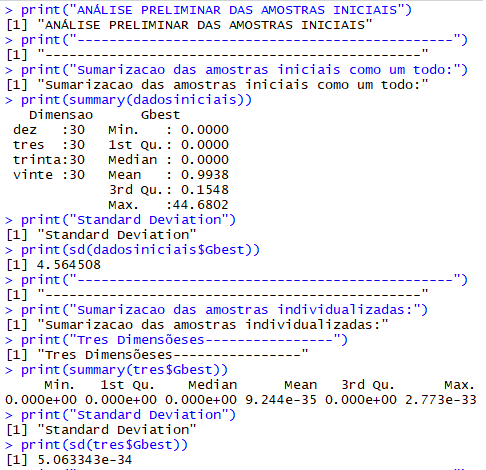 > print("ANÁLISE PRELIMINAR DAS AMOSTRAS INICIAIS")
[1] "ANÁLISE PRELIMINAR DAS AMOSTRAS INICIAIS"
> print("-----------------------------------------------")
[1] "-----------------------------------------------"
> print("Sumarizacao das amostras iniciais como um todo:")
[1] "Sumarizacao das amostras iniciais como um todo:"
> print(summary(dadosiniciais))
   Dimensao      Gbest
 dez   :30   Min.   : 0.0000
 tres  :30   1st Qu.: 0.0000
 trinta:30   Median : 0.0000
 vinte :30   Mean   : 0.9938
             3rd Qu.: 0.1548
             Max.   :44.6802
> print("Standard Deviation")
[1] "Standard Deviation"
> print(sd(dadosiniciais$Gbest))
[1] 4.564508
> print("-----------------------------------------------")
[1] "-----------------------------------------------"
> print("Sumarizacao das amostras individualizadas:")
[1] "Sumarizacao das amostras individualizadas:"
> print("Tres Dimensõeses----------------")
[1] "Tres Dimensõeses----------------"
> print(summary(tres$Gbest))
     Min.   1st Qu.    Median      Mean   3rd Qu.      Max.
0.000e+00 0.000e+00 0.000e+00 9.244e-35 0.000e+00 2.773e-33
> print("Standard Deviation")
[1] "Standard Deviation"
> print(sd(tres$Gbest))
[1] 5.063343e-34